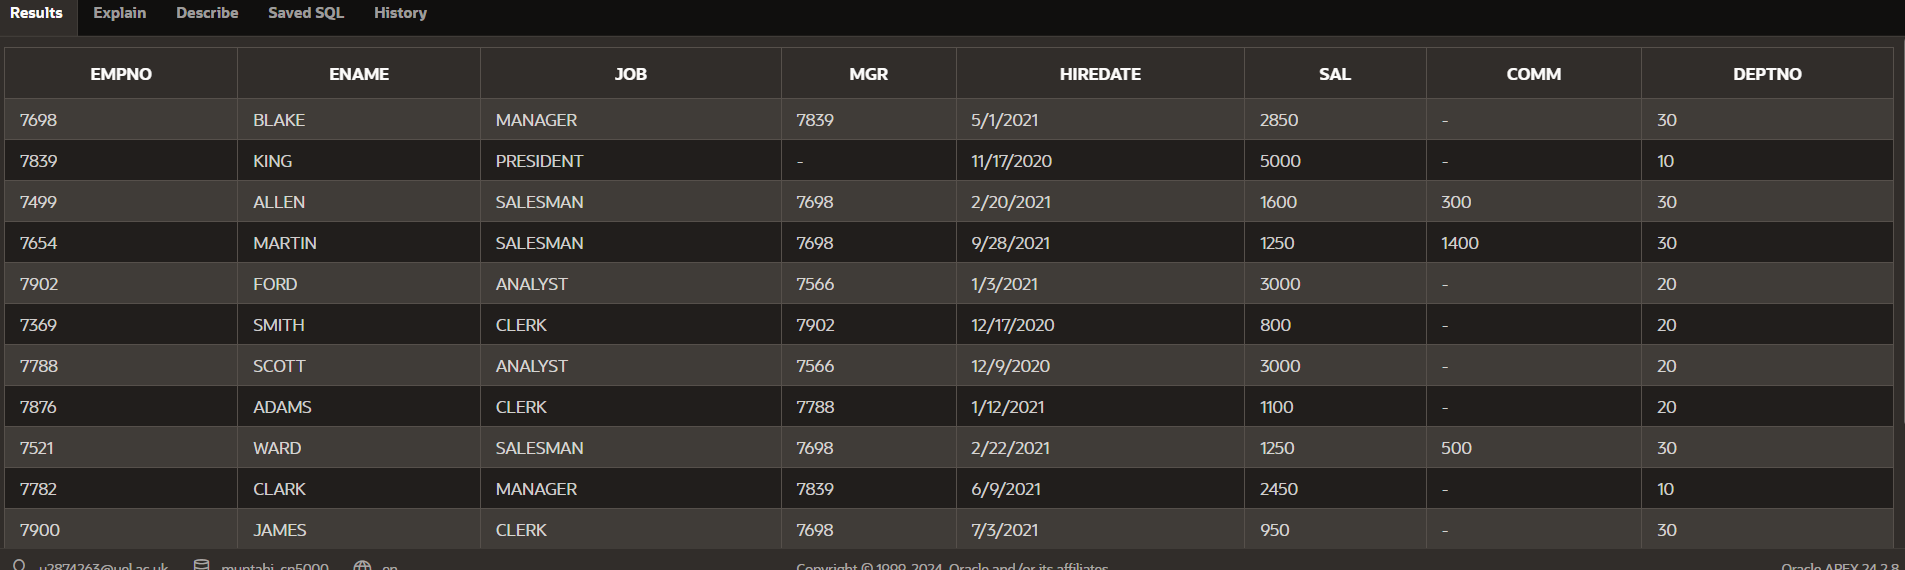 Results Explain Describe Saved SQL History
EMPNO ENAME JOB MGR HIREDATE SAL COMM DEPTNO
7698 BLAKE MANAGER 7839 5/1/2021 2850 - 30
7839 KING PRESIDENT - 11/17/2020 5000 - 10
7499 ALLEN SALESMAN 7698 2/20/2021 1600 300 30
7654 MARTIN SALESMAN 7698 9/28/2021 1250 1400 30
7902 FORD ANALYST 7566 1/3/2021 3000 - 20
7369 SMITH CLERK 7902 12/17/2020 800 - 20
7788 SCOTT ANALYST 7566 12/9/2020 3000 - 20
7876 ADAMS CLERK 7788 1/12/2021 1100 - 20
7521 WARD SALESMAN 7698 2/22/2021 1250 500 30
7782 CLARK MANAGER 7839 6/9/2021 2450 - 10
7900 JAMES CLERK 7698 7/3/2021 950 - 30
u2874263@uel.ac.uk muntahi_cn5000 en Copyright © 1999, 2024, Oracle and/or its affiliates. Oracle APEX 24.2.8